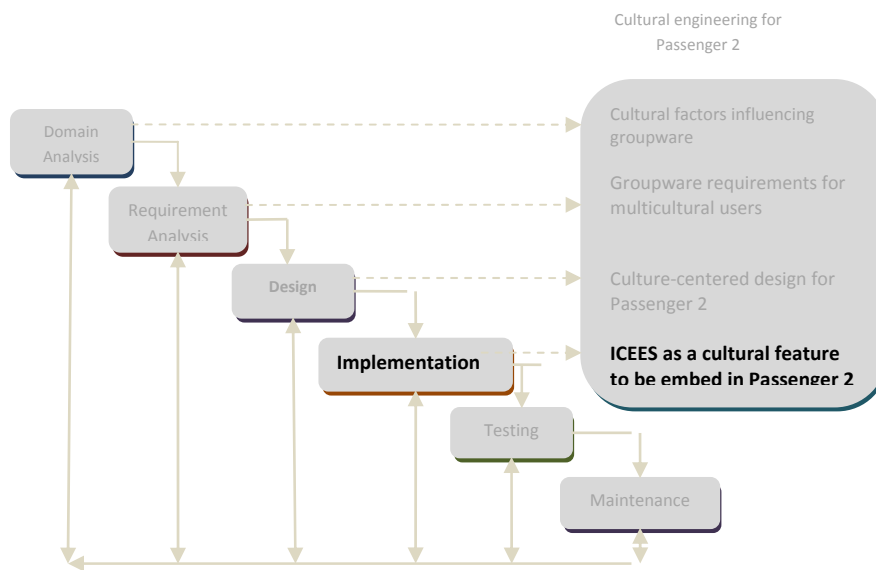 Cultural engineering for
Passenger 2
Domain
Analysis
Cultural factors influencing
groupware
Requirement
Analysis
Groupware requirements for
multicultural users
Design
Culture-centered design for
Passenger 2
Implementation
ICEES as a cultural feature
to be embed in Passenger 2
Testing
Maintenance